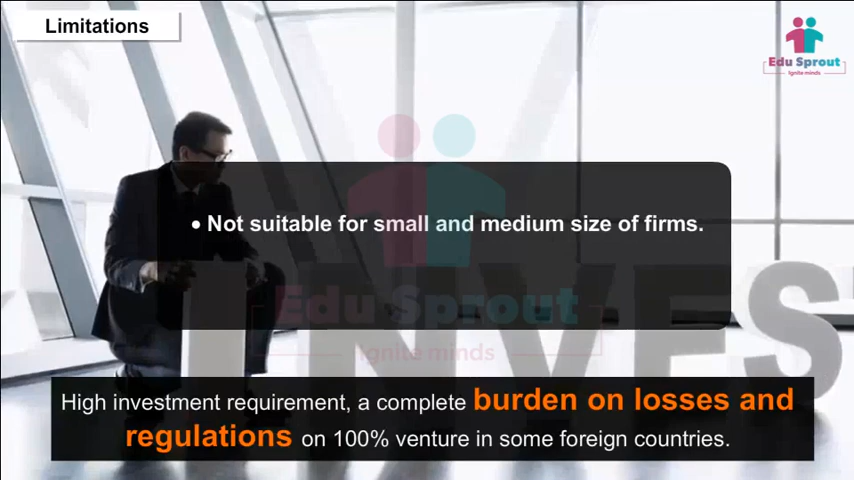 Limitations
Edu Sprout
Ignite minds
• Not suitable for small and medium size of firms.
INVES
Edu Sprout
Ignite minds
High investment requirement, a complete burden on losses and
regulations on 100% venture in some foreign countries.